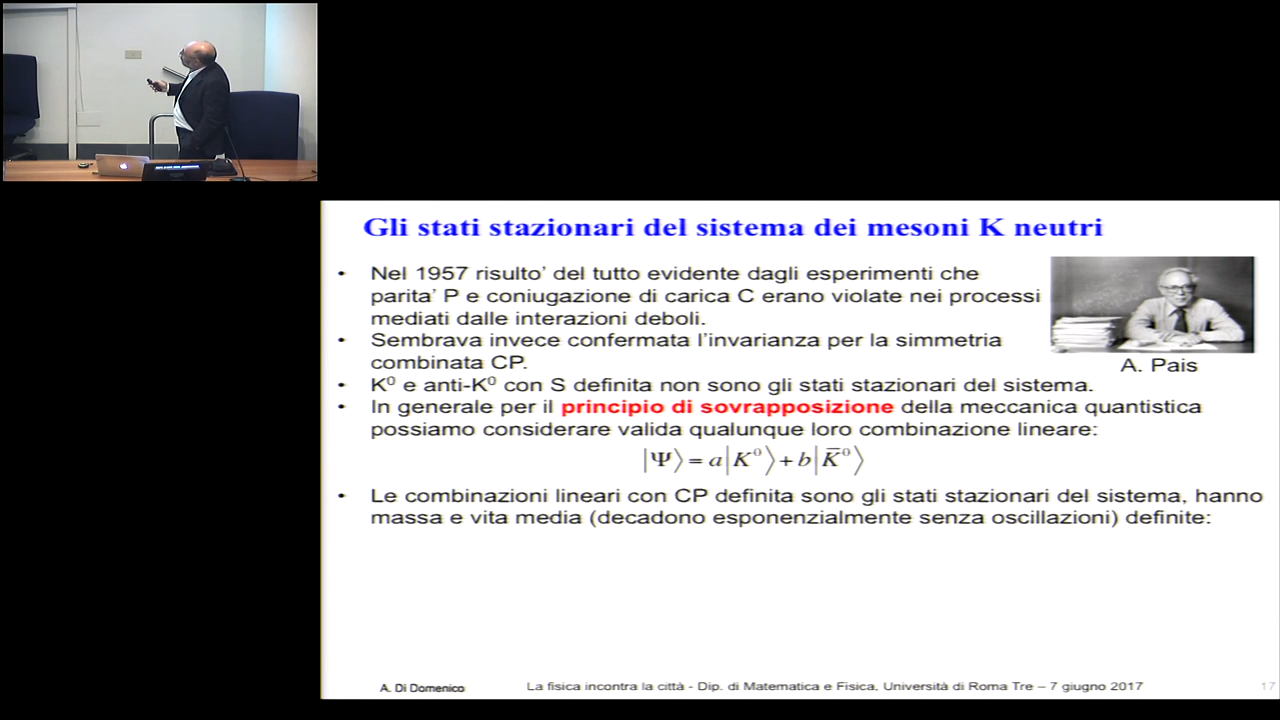 Gli stati stazionari del sistema dei mesoni K neutri
• Nel 1957 risulto' del tutto evidente dagli esperimenti che
parita' P e coniugazione di carica C erano violate nei processi
mediati dalle interazioni deboli.
• Sembrava invece confermata l'invarianza per la simmetria
combinata CP.
A. Pais
• K⁰ e anti-K⁰ con S definita non sono gli stati stazionari del sistema.
• In generale per il principio di sovrapposizione della meccanica quantistica
possiamo considerare valida qualunque loro combinazione lineare:
|Ψ⟩ = a|K⁰⟩ + b|K̄⁰⟩
• Le combinazioni lineari con CP definita sono gli stati stazionari del sistema, hanno
massa e vita media (decadono esponenzialmente senza oscillazioni) definite:
A. Di Domenico
La fisica incontra la città - Dip. di Matematica e Fisica, Università di Roma Tre – 7 giugno 2017
17